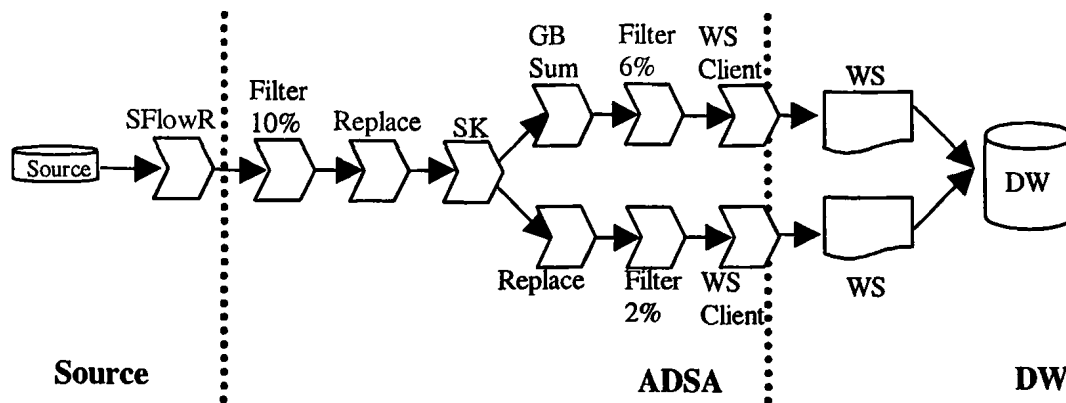 GB
Sum
Filter
6%
WS
Client
WS
SFlowR
Filter
10%
Replace
SK
Source
DW
Replace
Filter
2%
WS
Client
WS
Source
ADSA
DW